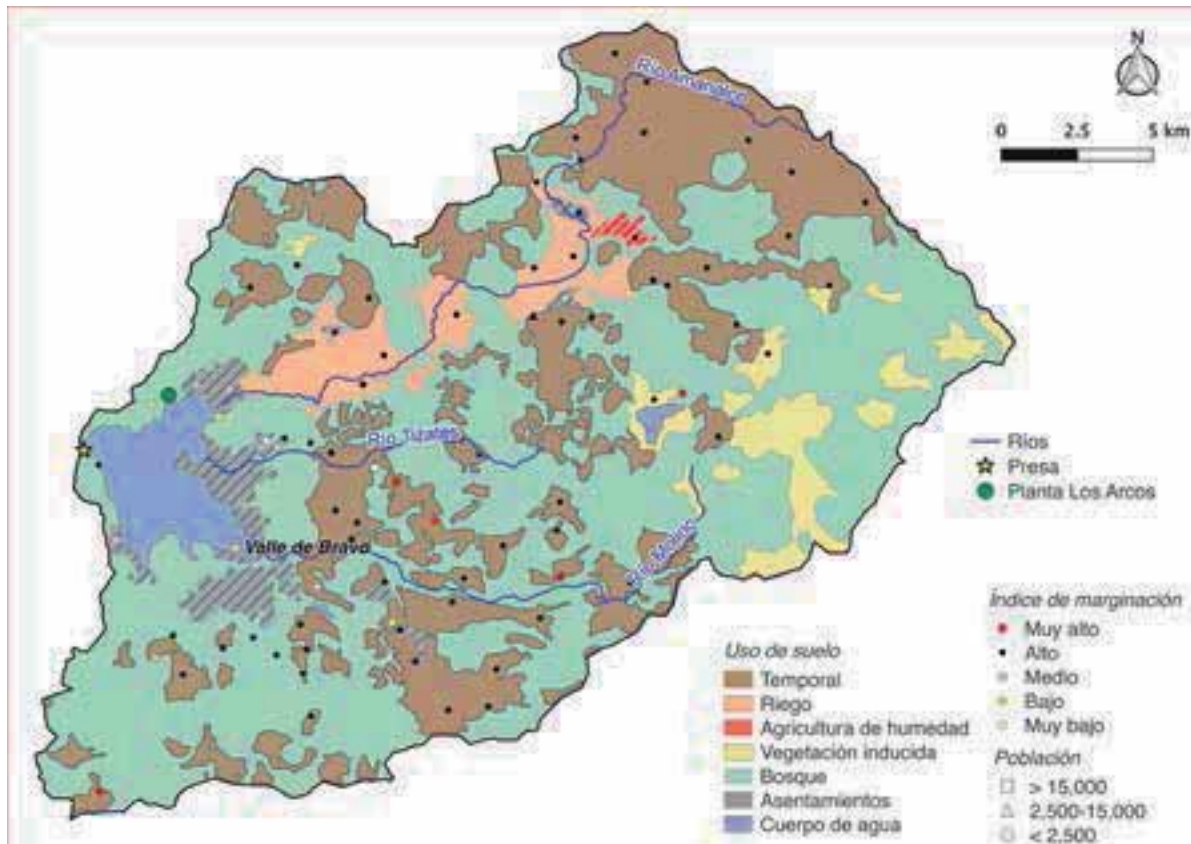 N
0 2.5 5 km
Río Amanalco
Río Tizates
Río Molino
Valle de Bravo
Ríos
Presa
Planta Los Arcos
Uso de suelo
Temporal
Riego
Agricultura de humedad
Vegetación inducida
Bosque
Asentamientos
Cuerpo de agua
Índice de marginación
Muy alto
Alto
Medio
Bajo
Muy bajo
Población
> 15,000
2,500-15,000
< 2,500